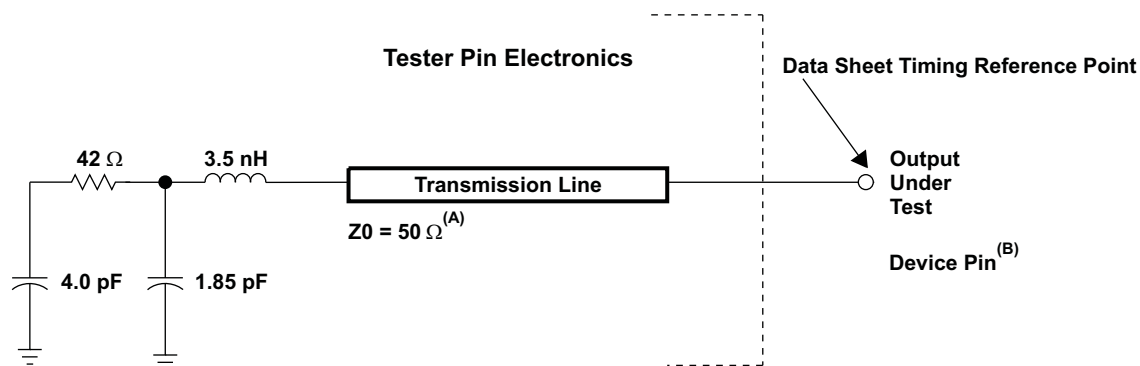 Tester Pin Electronics
Data Sheet Timing Reference Point
42 Ω
3.5 nH
Transmission Line
Output
Under
Test
Z0 = 50 Ω(A)
Device Pin(B)
4.0 pF
1.85 pF